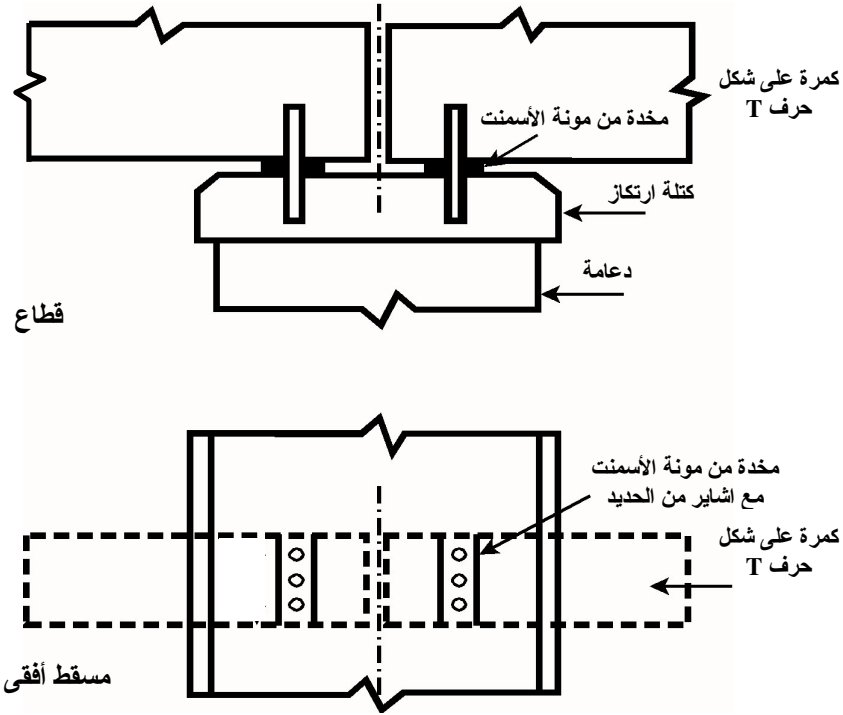 كمرة على شكل
حرف T
مخدة من مونة الأسمنت
كتلة ارتكاز
دعامة
قطاع
مخدة من مونة الأسمنت
مع اشاير من الحديد
كمرة على شكل
حرف T
مسقط أفقى